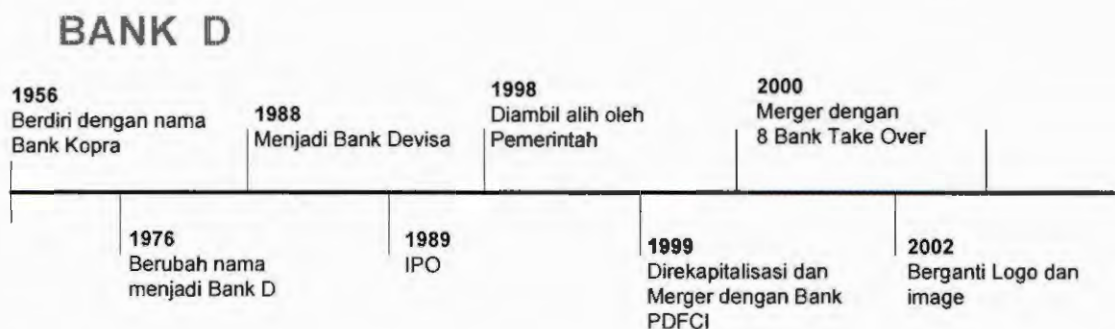 BANK D
1956
Berdiri dengan nama
Bank Kopra
1988
Menjadi Bank Devisa
1998
Diambil alih oleh
Pemerintah
2000
Merger dengan
8 Bank Take Over
1976
Berubah nama
menjadi Bank D
1989
IPO
1999
Direkapitalisasi dan
Merger dengan Bank
PDFCI
2002
Berganti Logo dan
image